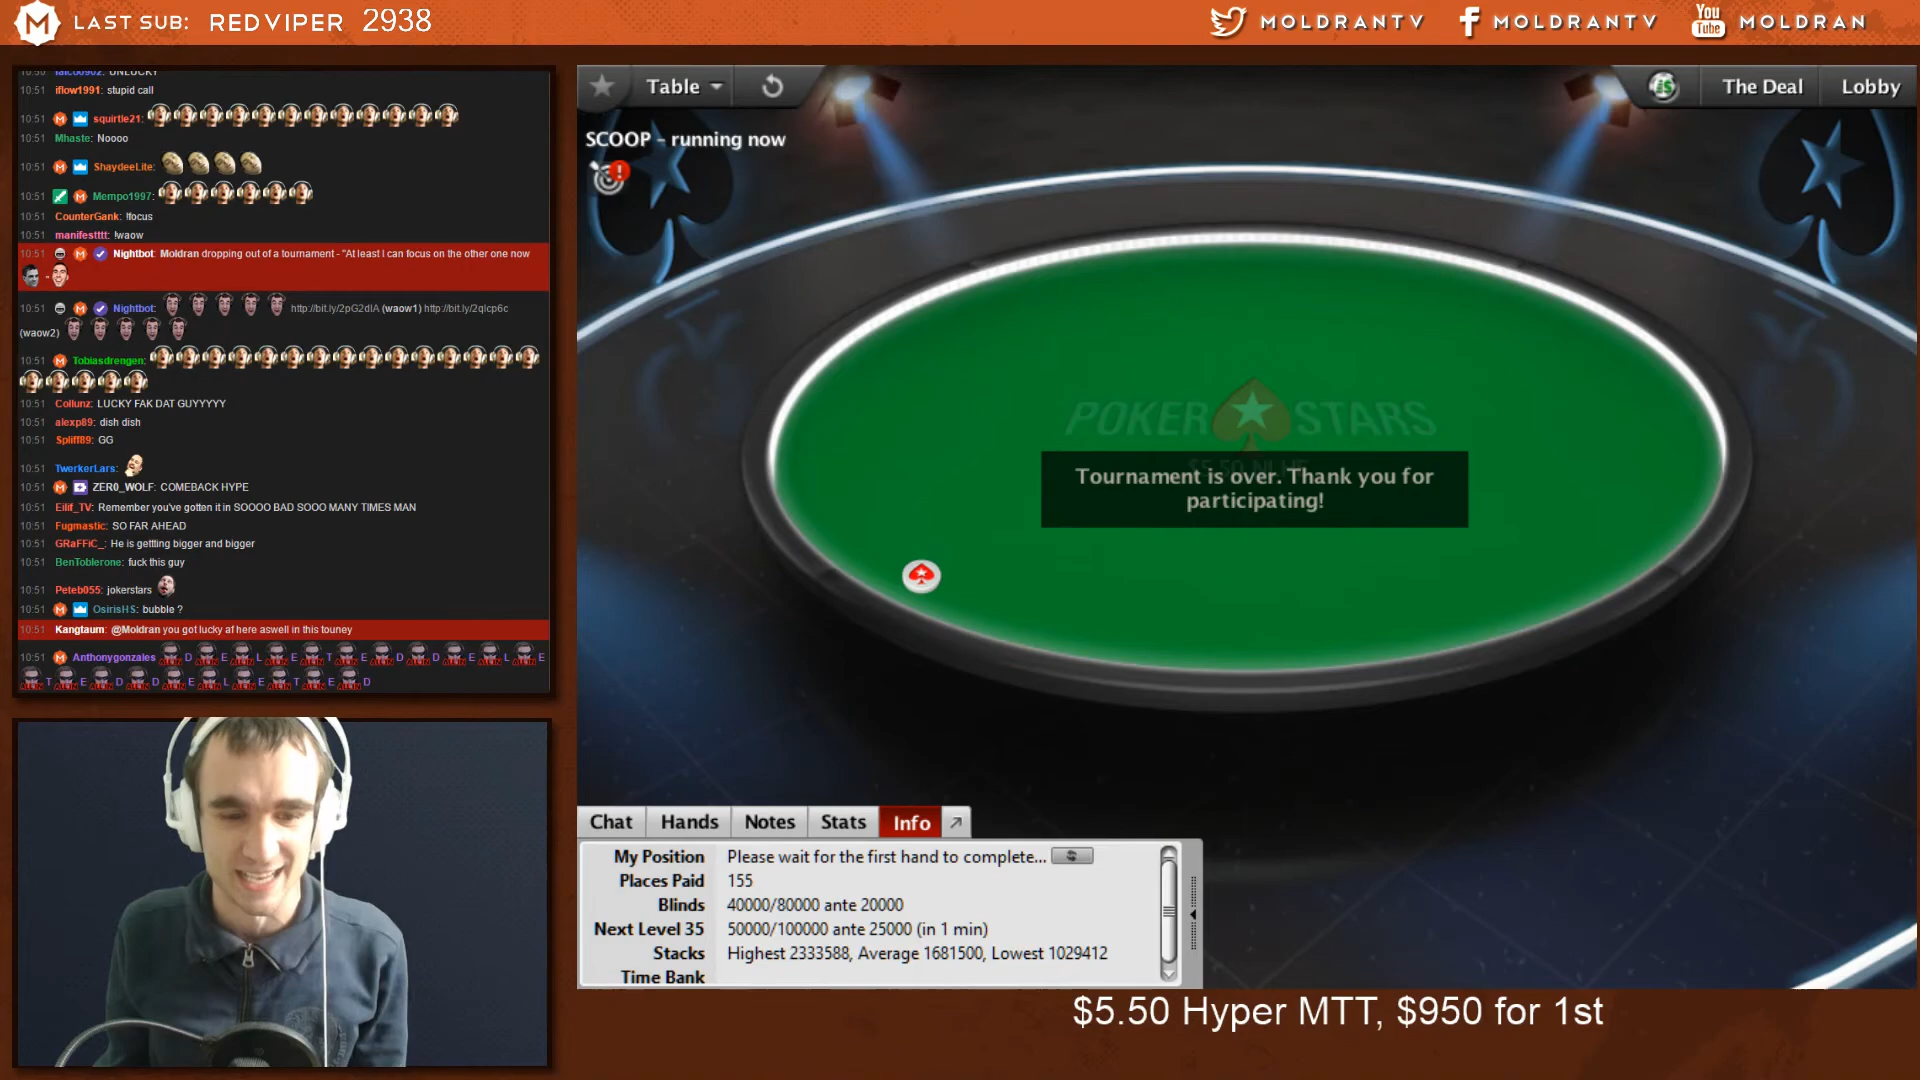 M LAST SUB: REDVIPER 2938
MOLDRANTV
MOLDRANTV
You Tube MOLDRAN
10:51 iflow1991: stupid call
10:51 squirtle21:
10:51 Mhaste: Noooo
10:51 ShaydeeLite:
10:51 Mempo1997:
10:51 CounterGank: !focus
10:51 manifestttt: !waow
10:51 Nightbot: Moldran dropping out of a tournament - "At least I can focus on the other one now
-
10:51 Nightbot: http://bit.ly/2pG2dIA (waow1) http://bit.ly/2qlcp6c
(waow2)
10:51 Tobiasdrengen:
10:51 Collunz: LUCKY FAK DAT GUYYYYY
10:51 alexp89: dish dish
10:51 Spliff89: GG
10:51 TwerkerLars:
10:51 ZER0_WOLF: COMEBACK HYPE
10:51 Eilif_TV: Remember you've gotten it in SOOOO BAD SOOO MANY TIMES MAN
10:51 Fugmastic: SO FAR AHEAD
10:51 GRaFFiC_: He is gettling bigger and bigger
10:51 BenToblerone: fuck this guy
10:51 Peteb055: jokerstars
10:51 OsirisHS: bubble ?
10:51 Kangtaum: @Moldran you got lucky af here aswell in this touney
10:51 Anthonygonzales D E L E T E D D E L E
T E D D E L E T E D
Table
The Deal
Lobby
SCOOP - running now
POKER STARS
Tournament is over. Thank you for
participating!
Chat Hands Notes Stats Info
My Position Please wait for the first hand to complete...
Places Paid 155
Blinds 40000/80000 ante 20000
Next Level 35 50000/100000 ante 25000 (in 1 min)
Stacks Highest 2333588, Average 1681500, Lowest 1029412
Time Bank
$5.50 Hyper MTT, $950 for 1st